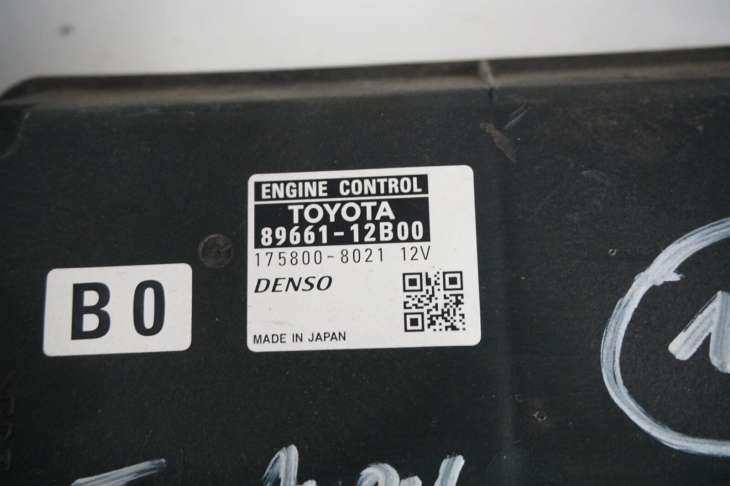 ENGINE CONTROL
TOYOTA
89661-12B00
175800-8021 12V
DENSO
MADE IN JAPAN
B0